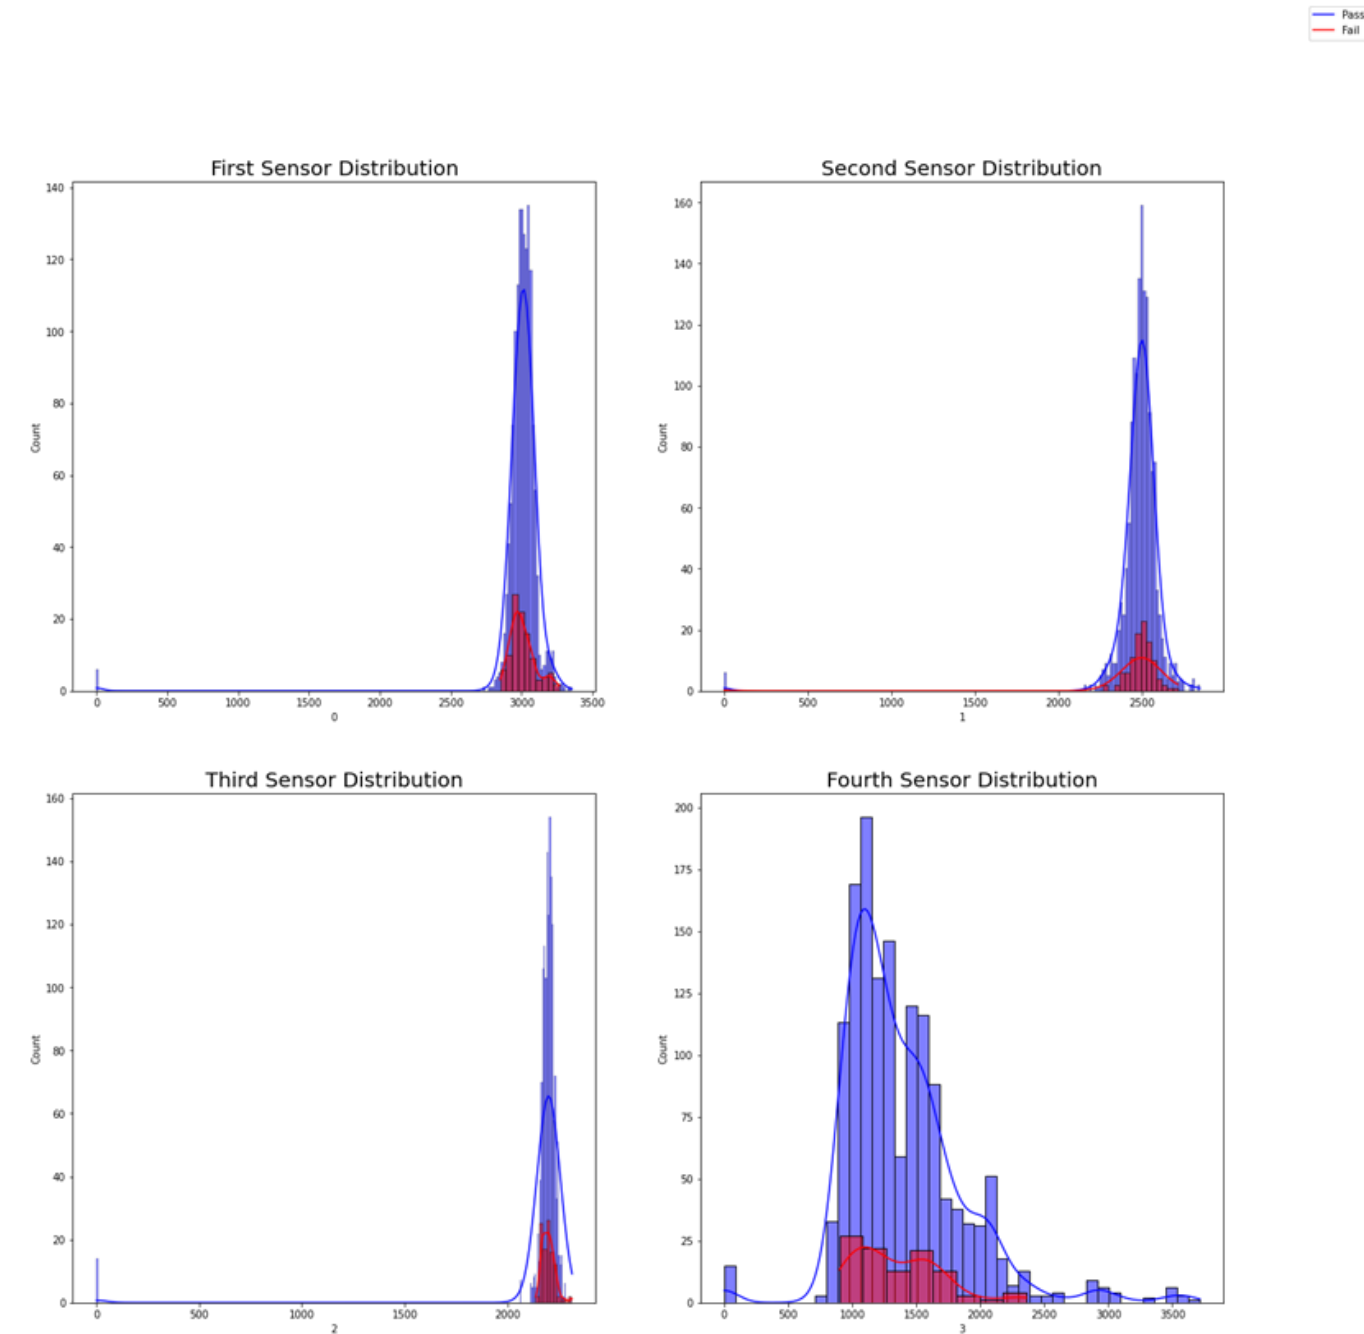 Pass
Fail
First Sensor Distribution
140
120
100
80
60
40
20
0
Count
0 500 1000 1500 2000 2500 3000 3500
0
Second Sensor Distribution
160
140
120
100
80
60
40
20
0
Count
0 500 1000 1500 2000 2500
1
Third Sensor Distribution
160
140
120
100
80
60
40
20
0
Count
0 500 1000 1500 2000
2
Fourth Sensor Distribution
200
175
150
125
100
75
50
25
0
Count
0 500 1000 1500 2000 2500 3000 3500
3